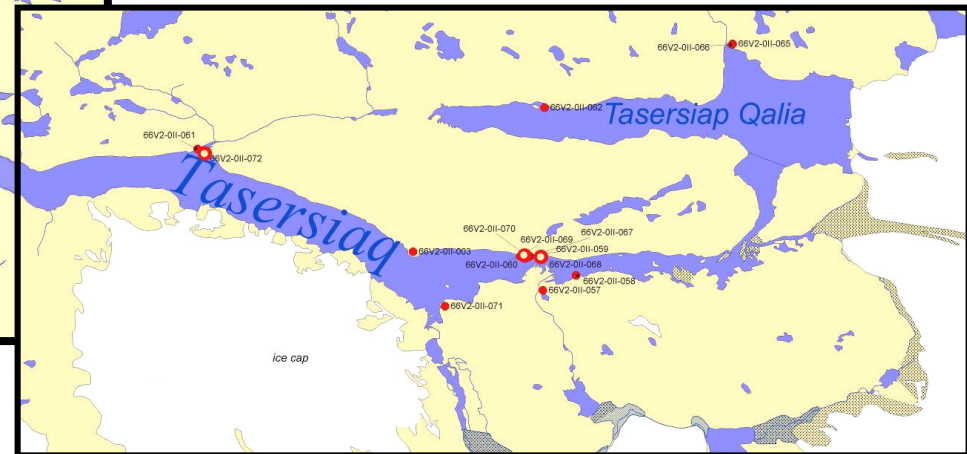 66V2-0II-066
66V2-0II-065
66V2-0II-062
Tasersiap Qalia
66V2-0II-061
66V2-0II-072
Tasersiaq
66V2-0II-070
66V2-0II-067
66V2-0II-069
66V2-0II-003
66V2-0II-059
66V2-0II-060
66V2-0II-068
66V2-0II-058
66V2-0II-057
66V2-0II-071
ice cap